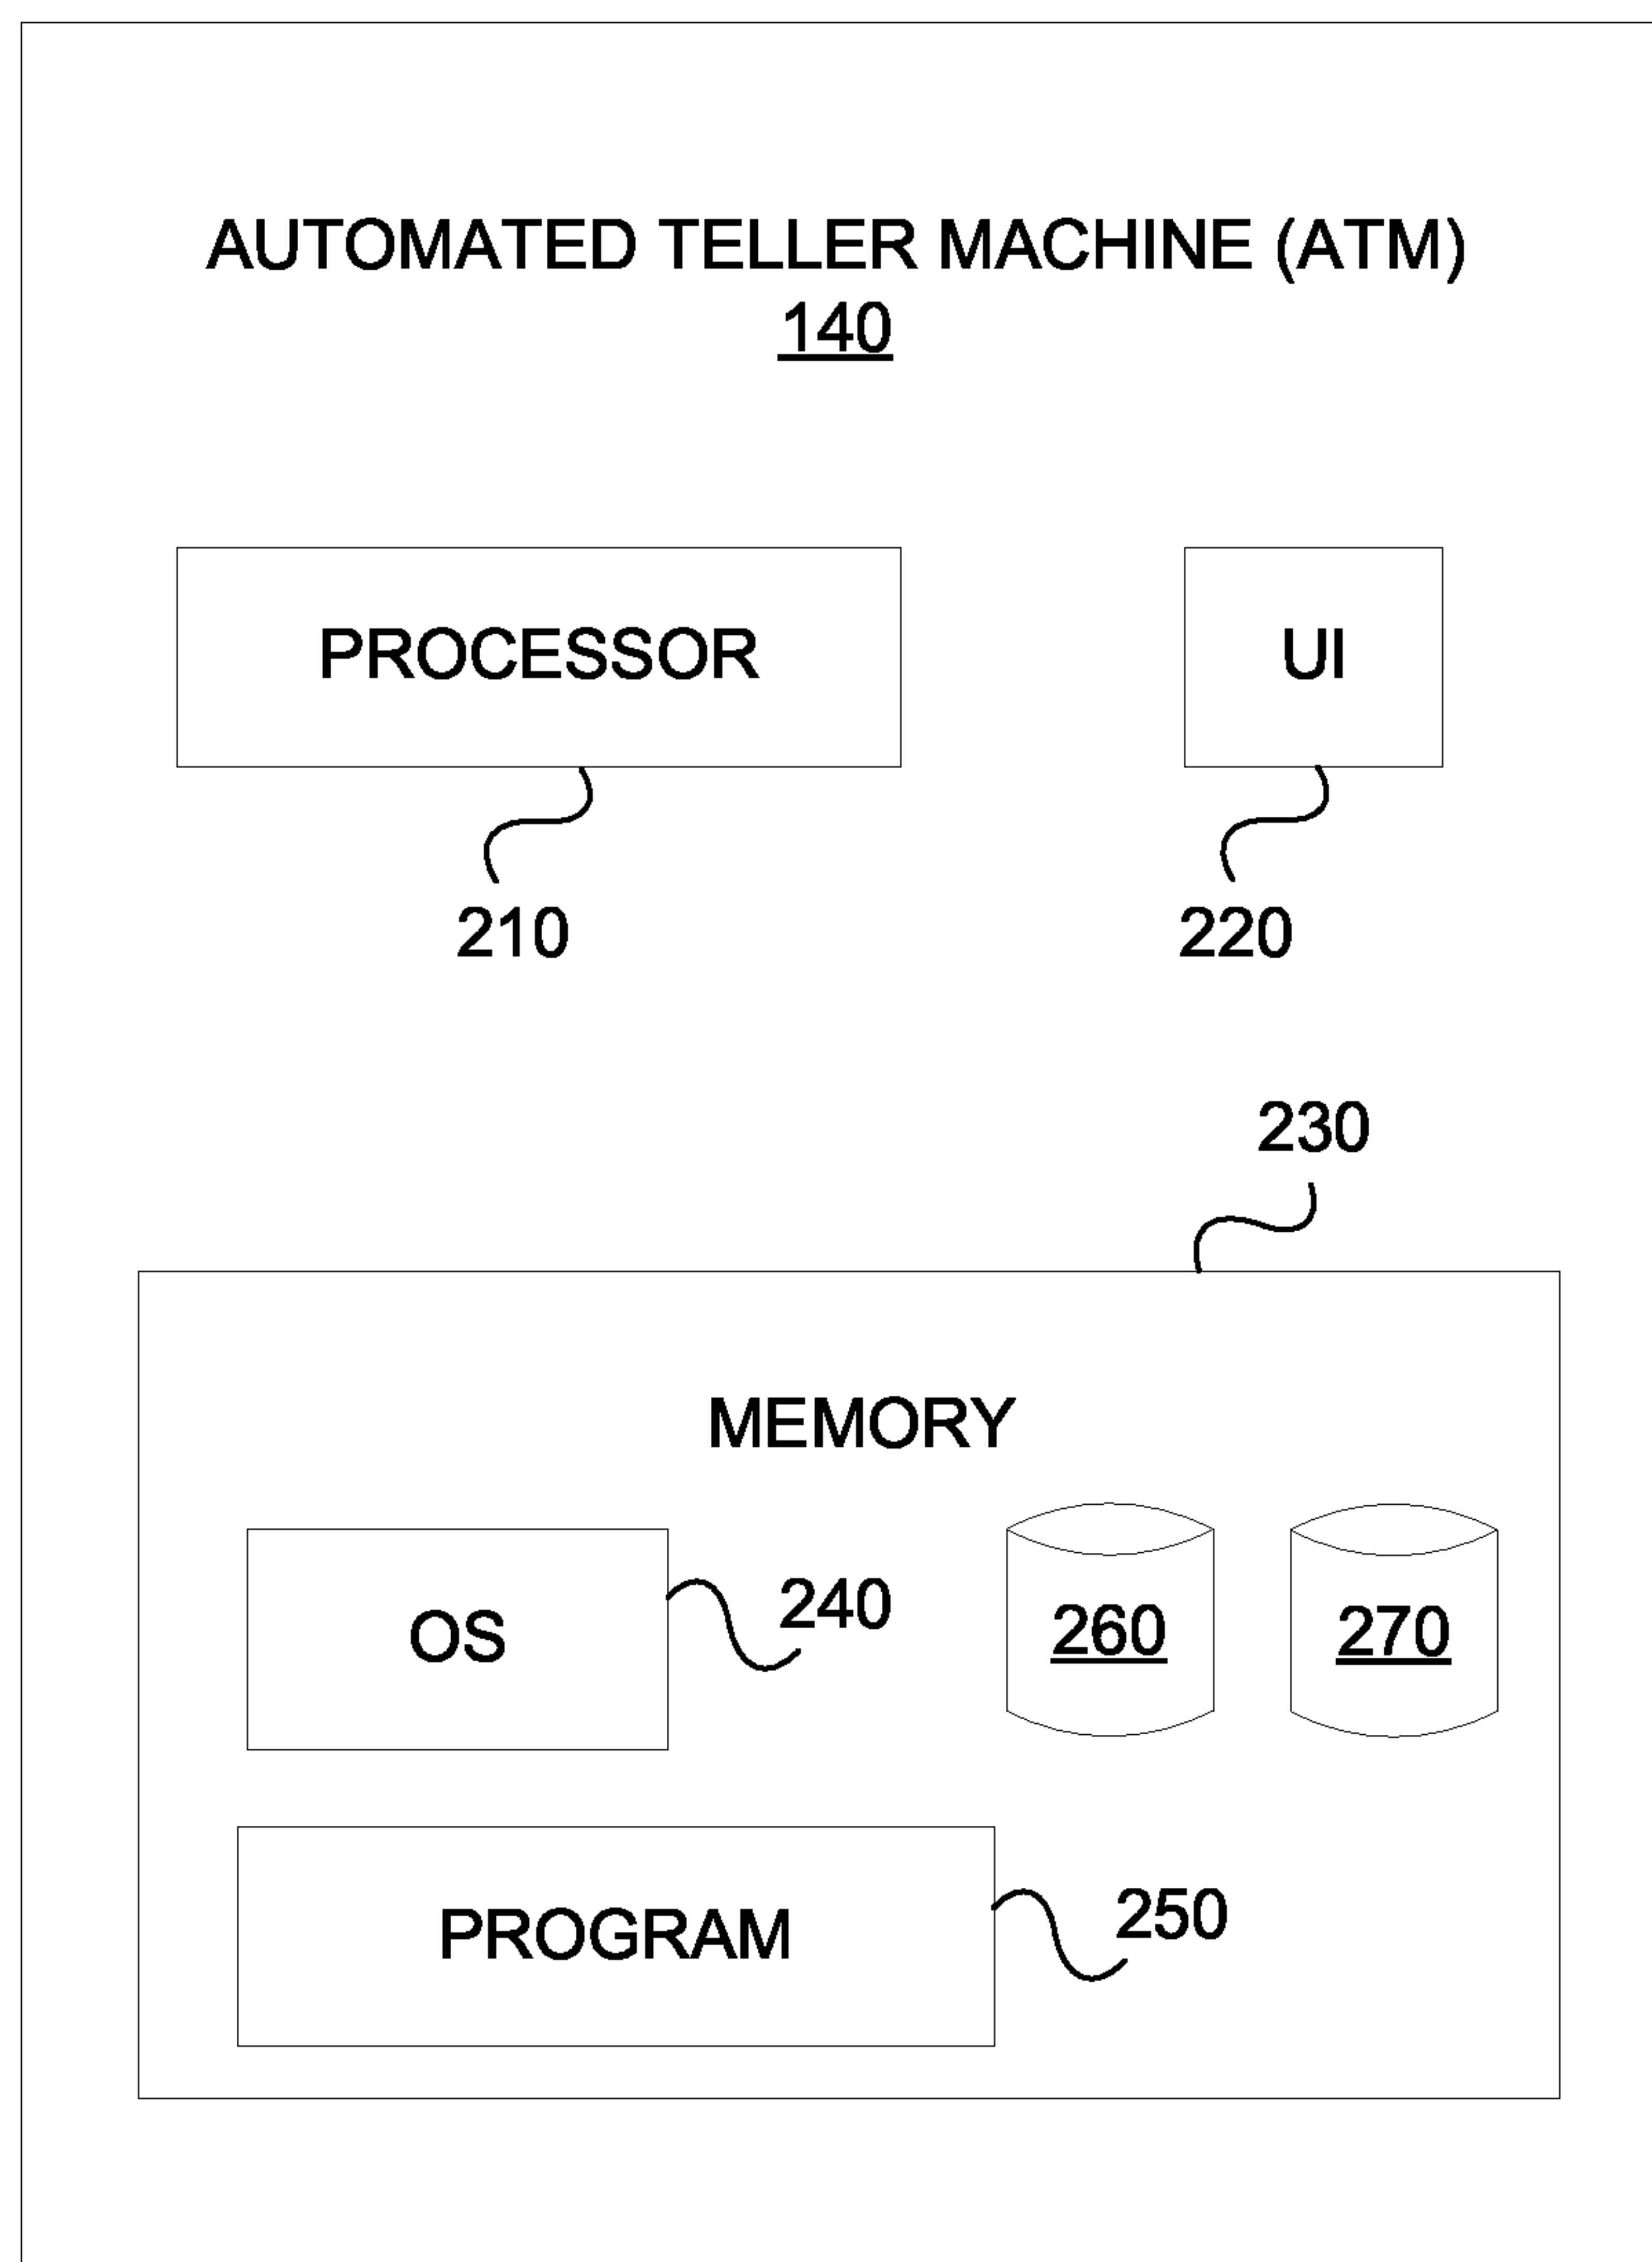 AUTOMATED TELLER MACHINE (ATM)
140
PROCESSOR
UI
210
220
230
MEMORY
OS
240
260
270
PROGRAM
250